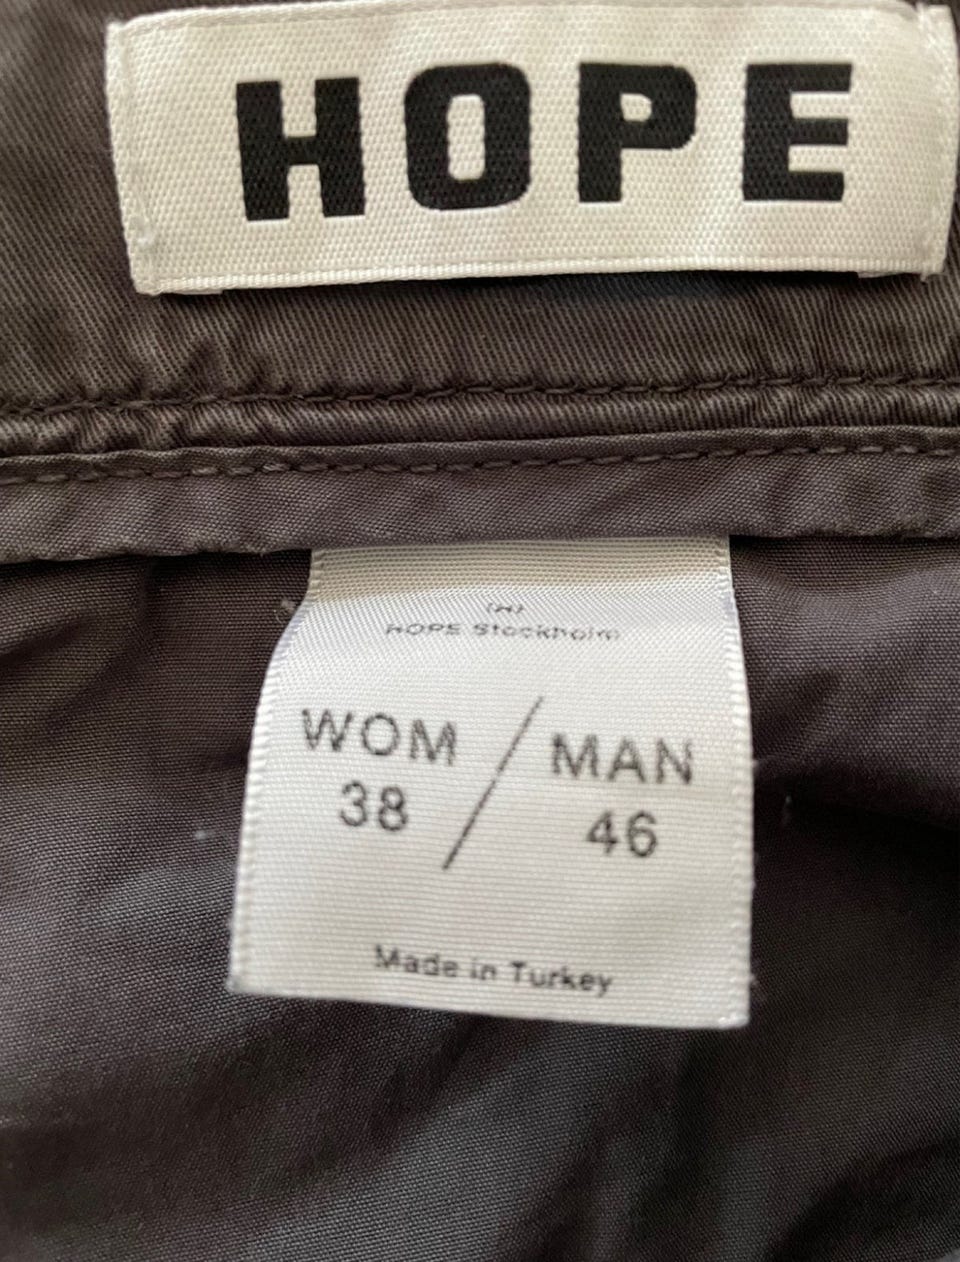 HOPE
(H)
HOPE Stockholm
WOM / MAN
38 46
Made in Turkey